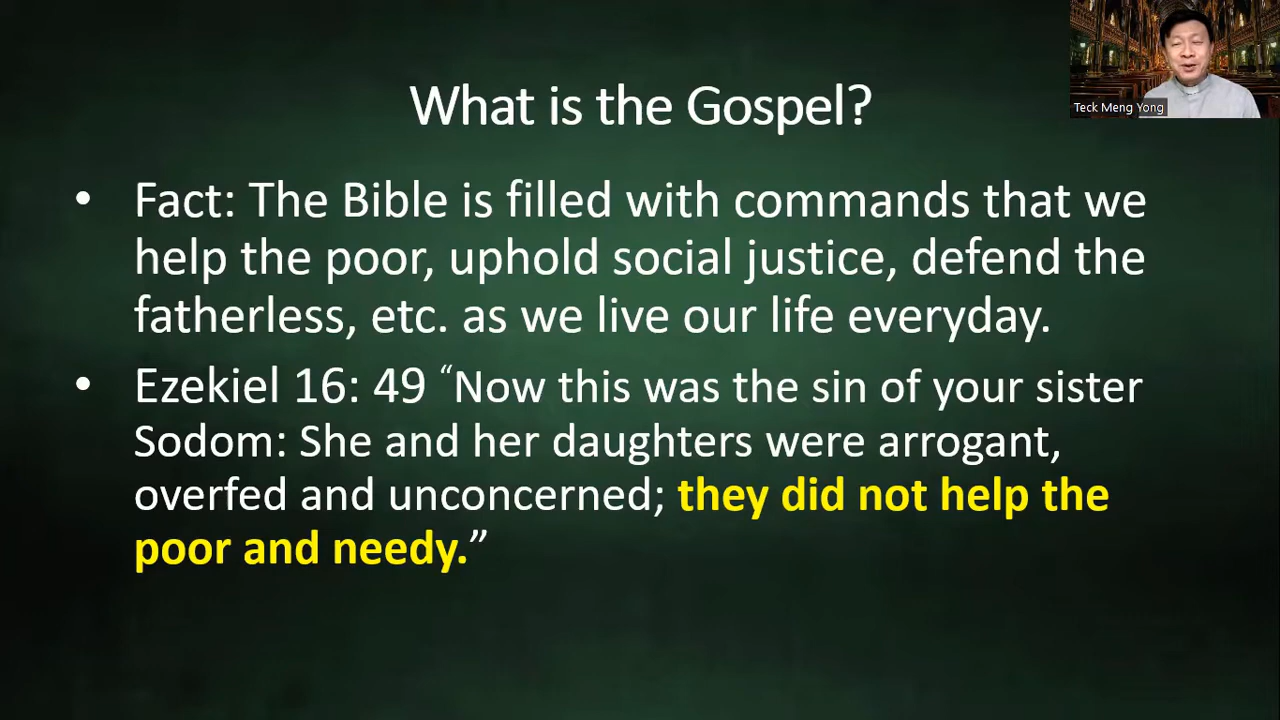 What is the Gospel?
Teck Meng Yong
• Fact: The Bible is filled with commands that we
help the poor, uphold social justice, defend the
fatherless, etc. as we live our life everyday.
• Ezekiel 16: 49 “Now this was the sin of your sister
Sodom: She and her daughters were arrogant,
overfed and unconcerned; they did not help the
poor and needy.”